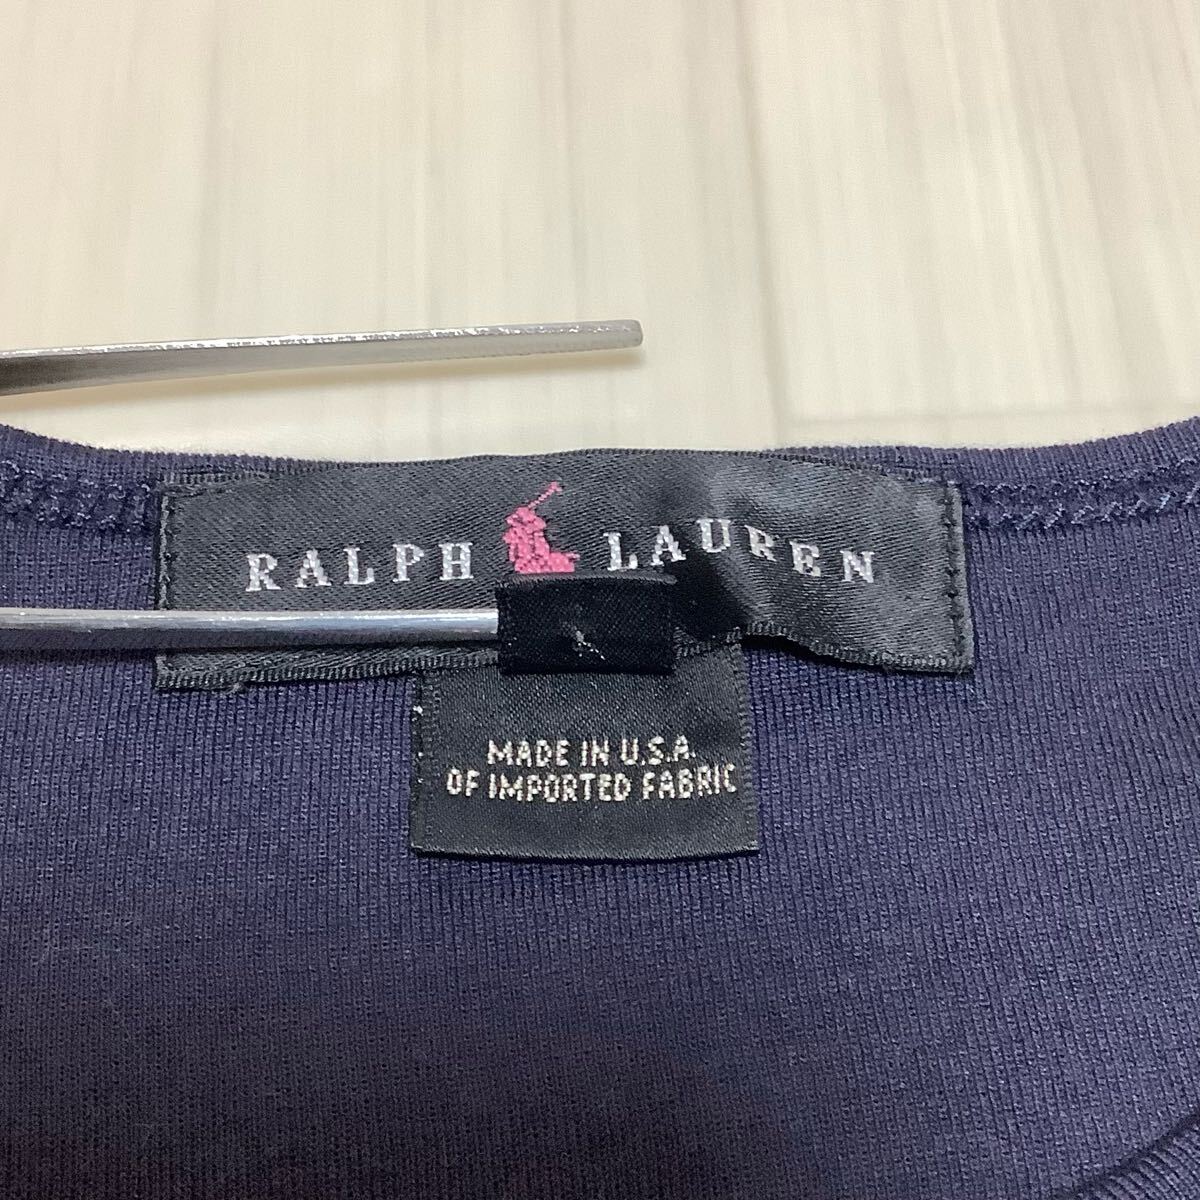 RALPH LAUREN
MADE IN U.S.A.
OF IMPORTED FABRIC